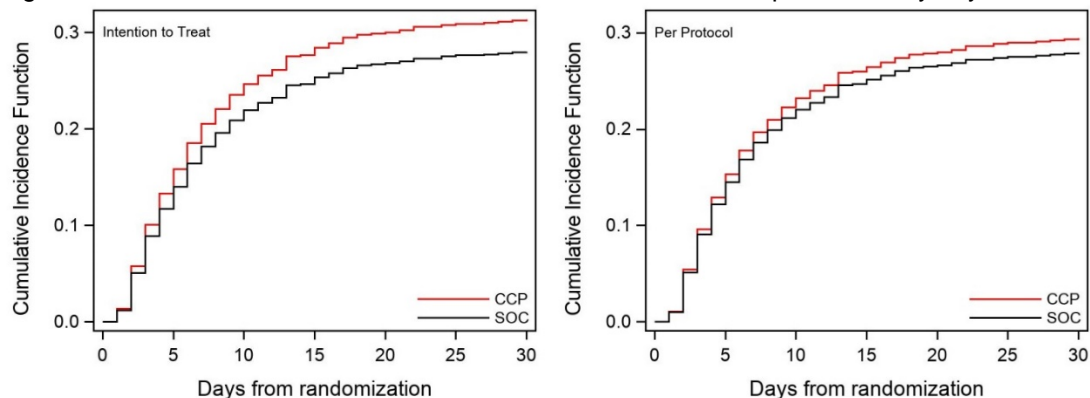 Cumulative Incidence Function
0.3
0.2
0.1
0.0
Intention to Treat
CCP
SOC
0
5
10
15
20
25
30
Days from randomization
Cumulative Incidence Function
0.3
0.2
0.1
0.0
Per Protocol
CCP
SOC
0
5
10
15
20
25
30
Days from randomization